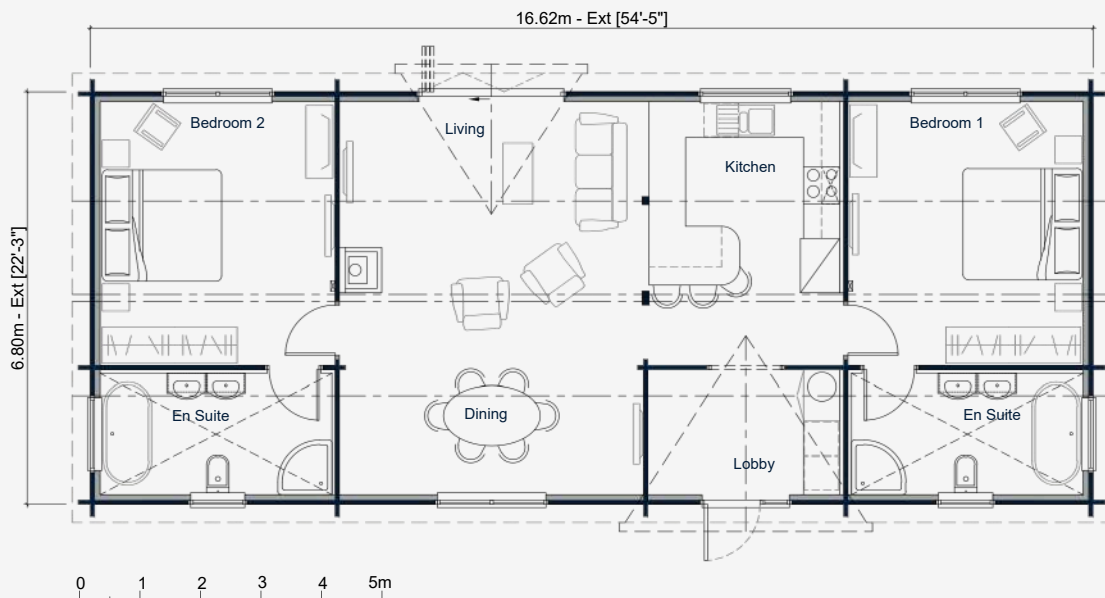 16.62m - Ext [54'-5"]
6.80m - Ext [22'-3"]
Bedroom 2
Living
Kitchen
Bedroom 1
En Suite
Dining
Lobby
En Suite
0 1 2 3 4 5m